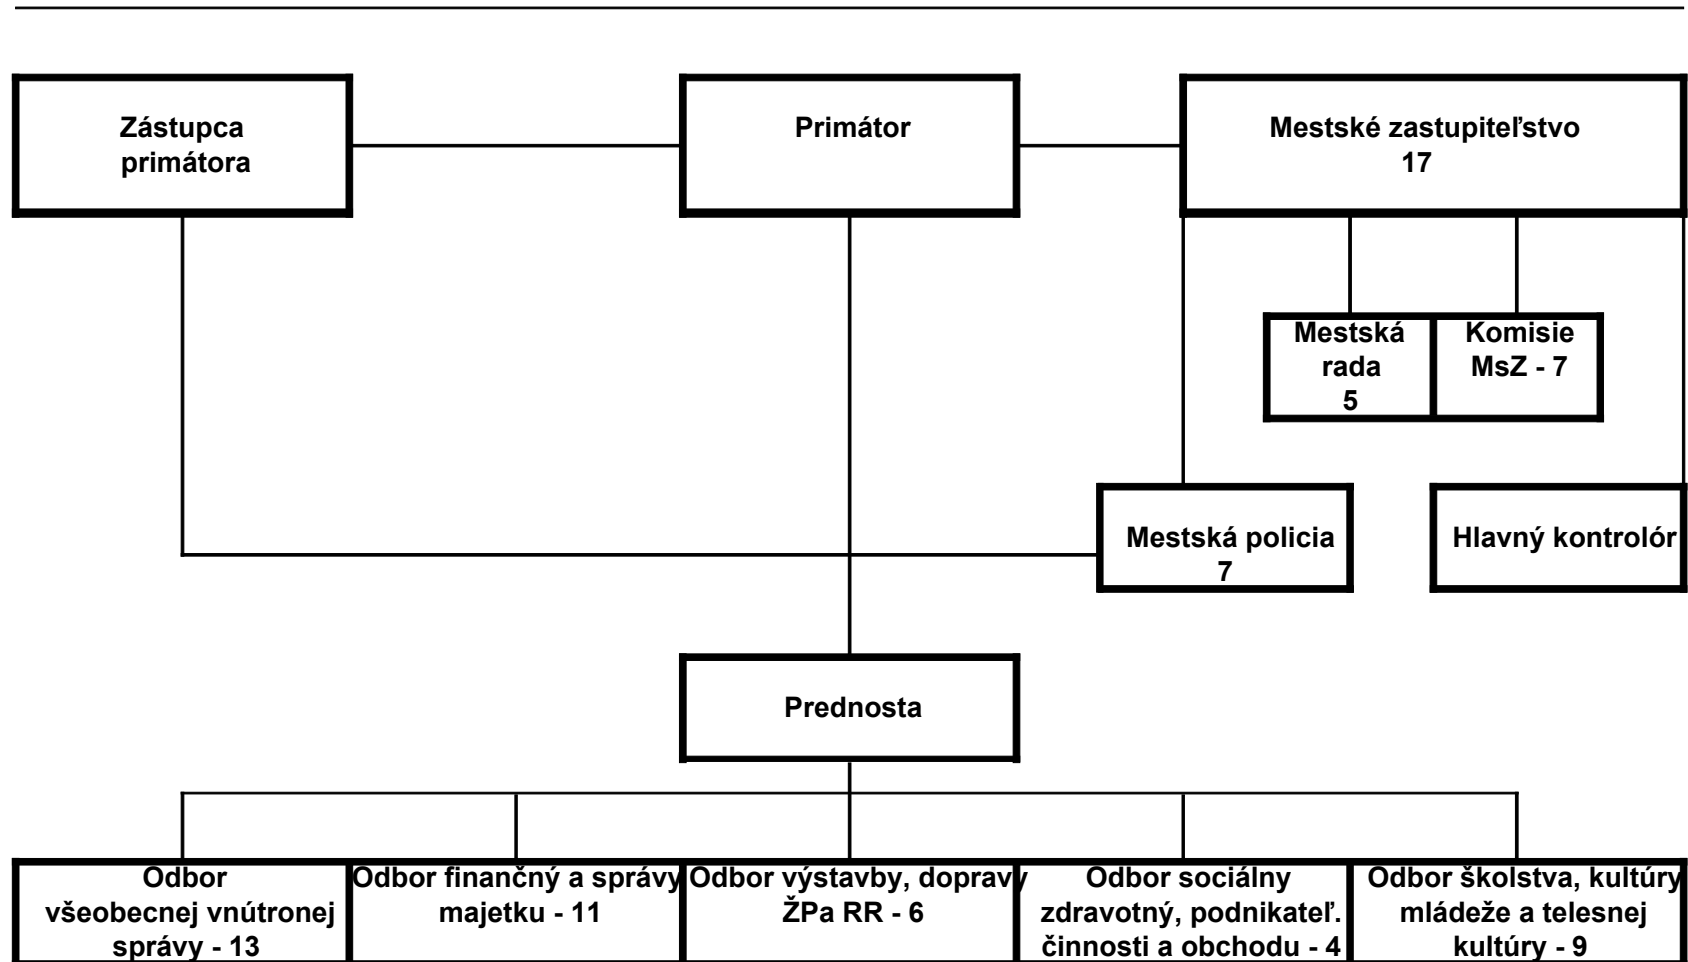 Zástupca
primátora
Primátor
Mestské zastupiteľstvo
17
Mestská
rada
5
Komisie
MsZ - 7
Mestská policia
7
Hlavný kontrolór
Prednosta
Odbor
všeobecnej vnútronej
správy - 13
Odbor finančný a správy
majetku - 11
Odbor výstavby, dopravy
ŽPa RR - 6
Odbor sociálny
zdravotný, podnikateľ.
činnosti a obchodu - 4
Odbor školstva, kultúry
mládeže a telesnej
kultúry - 9